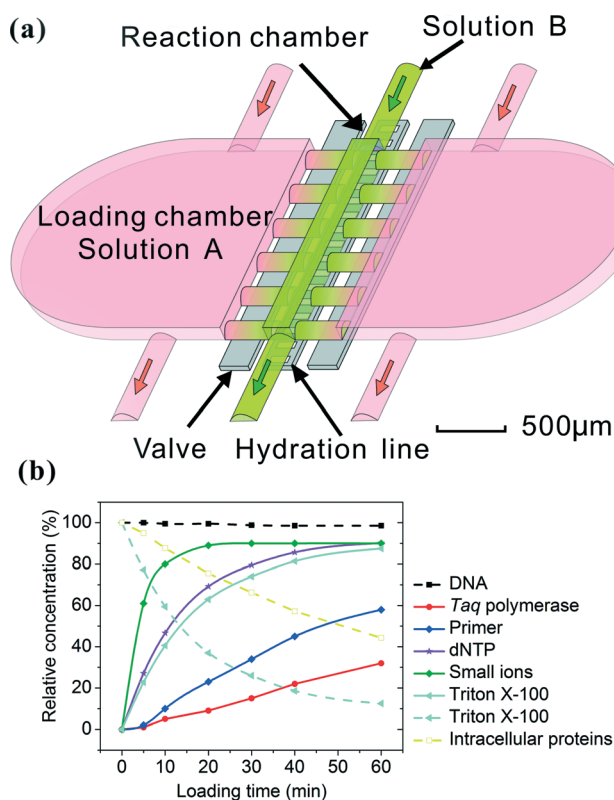 (a)
Reaction chamber
Solution B
Loading chamber
Solution A
Valve
Hydration line
500μm
(b)
Relative concentration (%)
100
80
60
40
20
0
0 10 20 30 40 50 60
Loading time (min)
DNA
Taq polymerase
Primer
dNTP
Small ions
Triton X-100
Triton X-100
Intracellular proteins